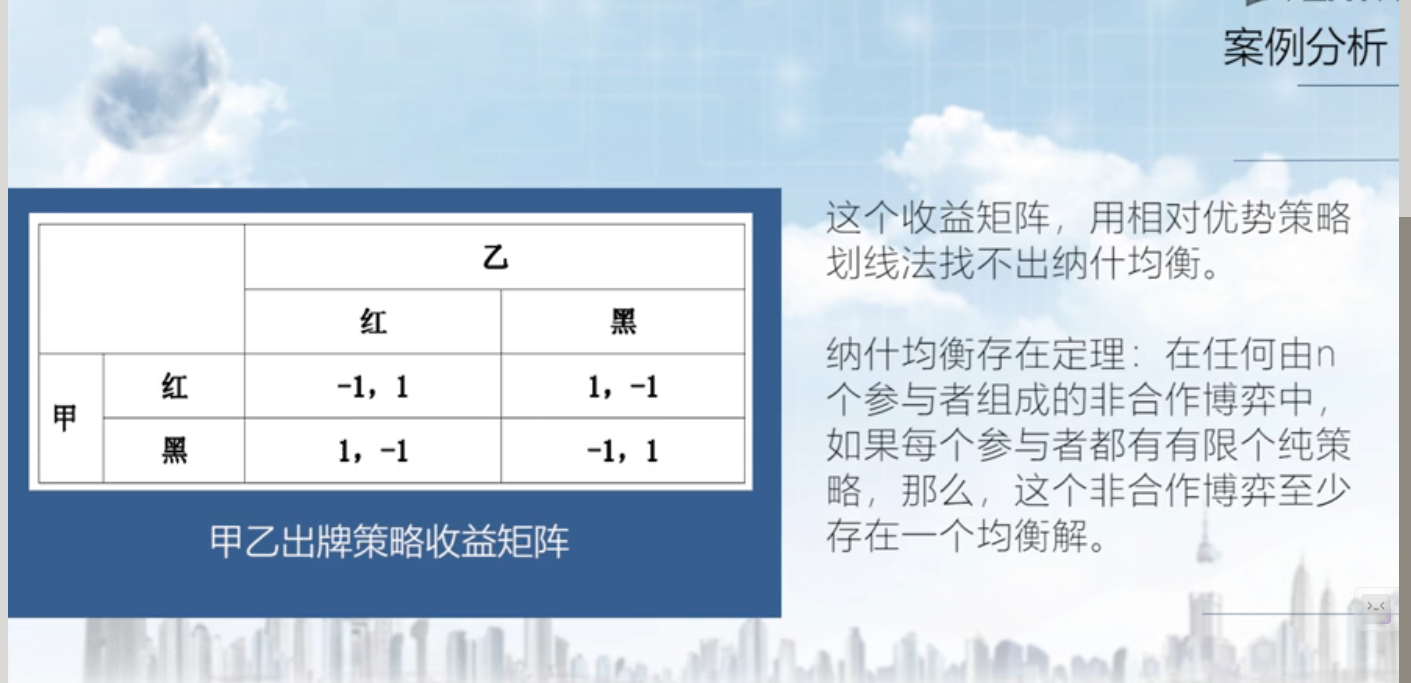 案例分析
乙
红 黑
甲
红 -1，1 1，-1
黑 1，-1 -1，1
甲乙出牌策略收益矩阵
这个收益矩阵，用相对优势策略
划线法找不出纳什均衡。
纳什均衡存在定理：在任何由n
个参与者组成的非合作博弈中，
如果每个参与者都有有限个纯策
略，那么，这个非合作博弈至少
存在一个均衡解。